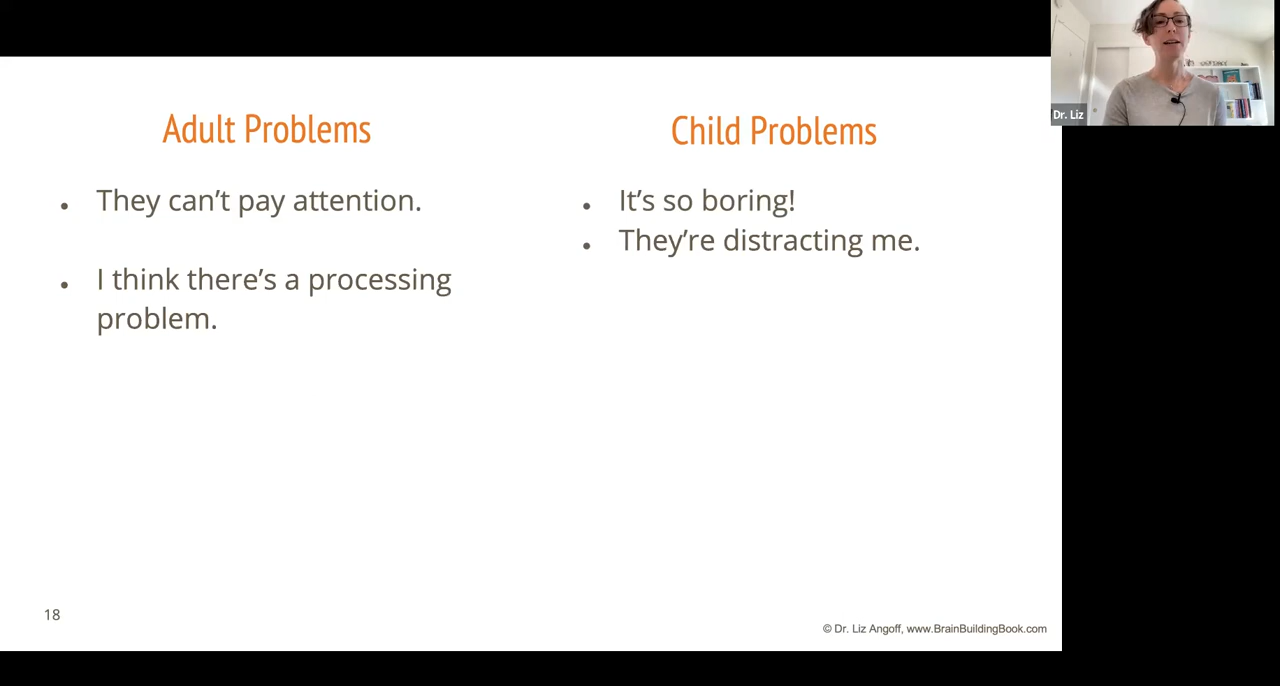 Dr. Liz
Adult Problems
They can’t pay attention.
I think there’s a processing
problem.
Child Problems
It’s so boring!
They’re distracting me.
18
© Dr. Liz Angoff, www.BrainBuildingBook.com